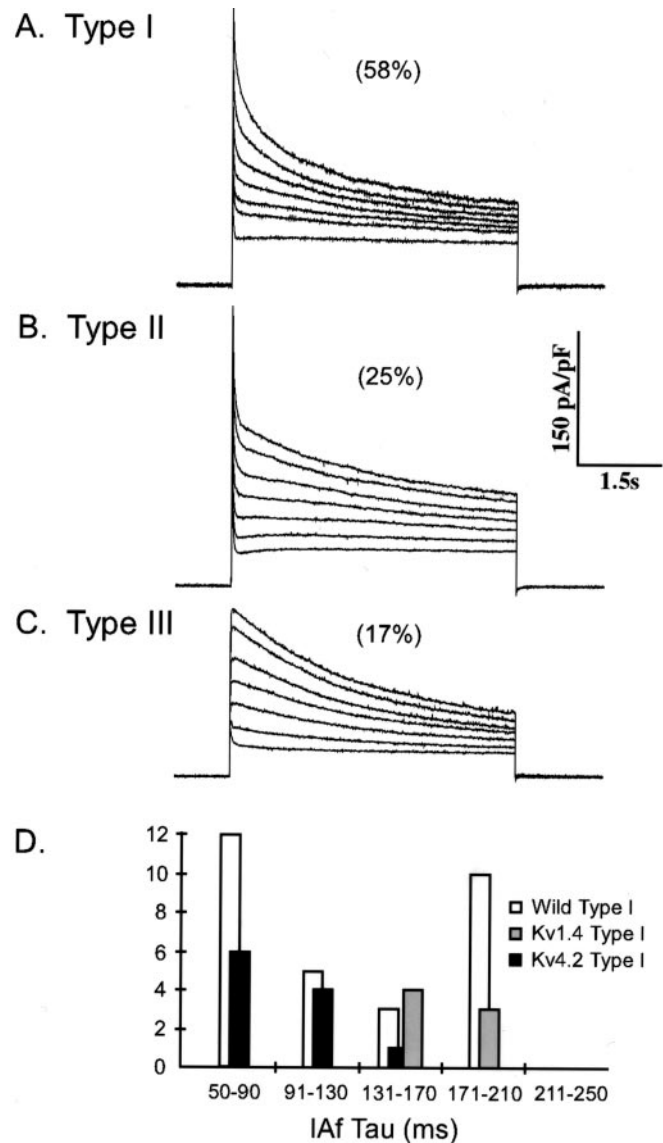 A. Type I
(58%)
B. Type II
(25%)
150 pA/pF
1.5s
C. Type III
(17%)
D.
12
10
8
6
4
2
0
Wild Type I
Kv1.4 Type I
Kv4.2 Type I
50-90 91-130 131-170 171-210 211-250
IAf Tau (ms)